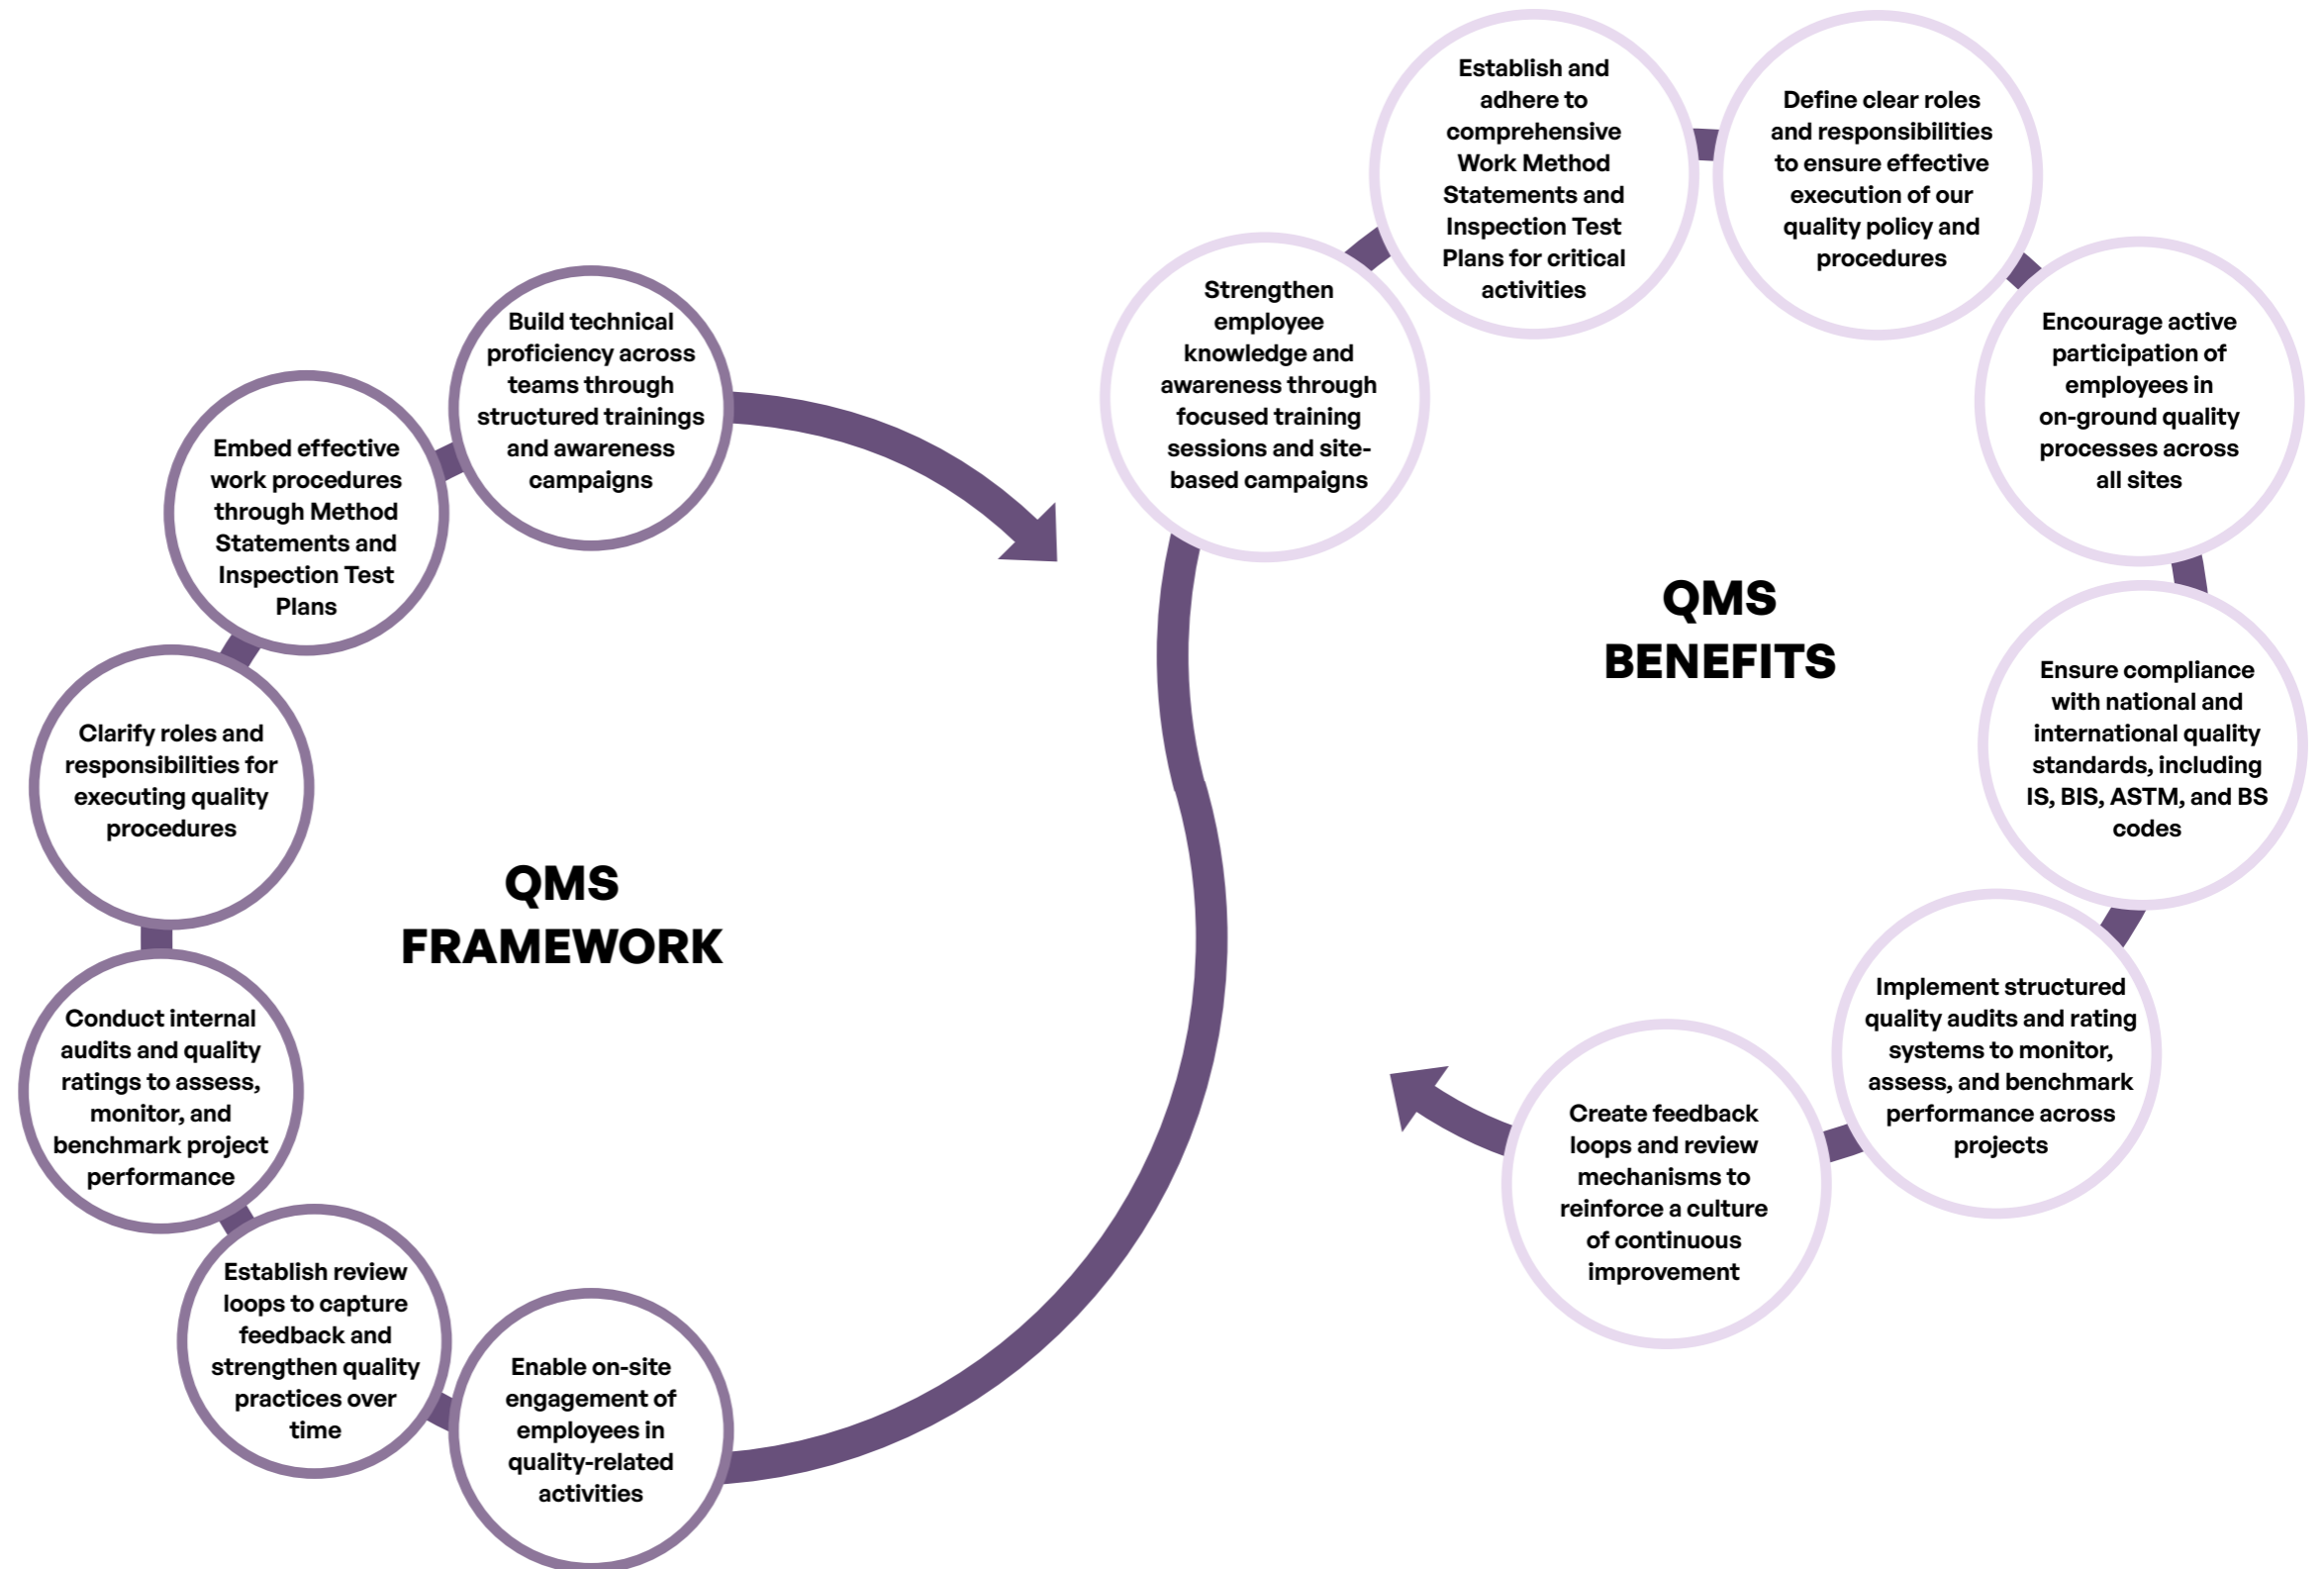 Build technical
proficiency across
teams through
structured trainings
and awareness
campaigns
Embed effective
work procedures
through Method
Statements and
Inspection Test
Plans
Clarify roles and
responsibilities for
executing quality
procedures
Conduct internal
audits and quality
ratings to assess,
monitor, and
benchmark project
performance
Establish review
loops to capture
feedback and
strengthen quality
practices over
time
Enable on-site
engagement of
employees in
quality-related
activities
QMS
FRAMEWORK
Strengthen
employee
knowledge and
awareness through
focused training
sessions and site-
based campaigns
Establish and
adhere to
comprehensive
Work Method
Statements and
Inspection Test
Plans for critical
activities
Define clear roles
and responsibilities
to ensure effective
execution of our
quality policy and
procedures
Encourage active
participation of
employees in
on-ground quality
processes across
all sites
Ensure compliance
with national and
international quality
standards, including
IS, BIS, ASTM, and BS
codes
Implement structured
quality audits and rating
systems to monitor,
assess, and benchmark
performance across
projects
Create feedback
loops and review
mechanisms to
reinforce a culture
of continuous
improvement
QMS
BENEFITS